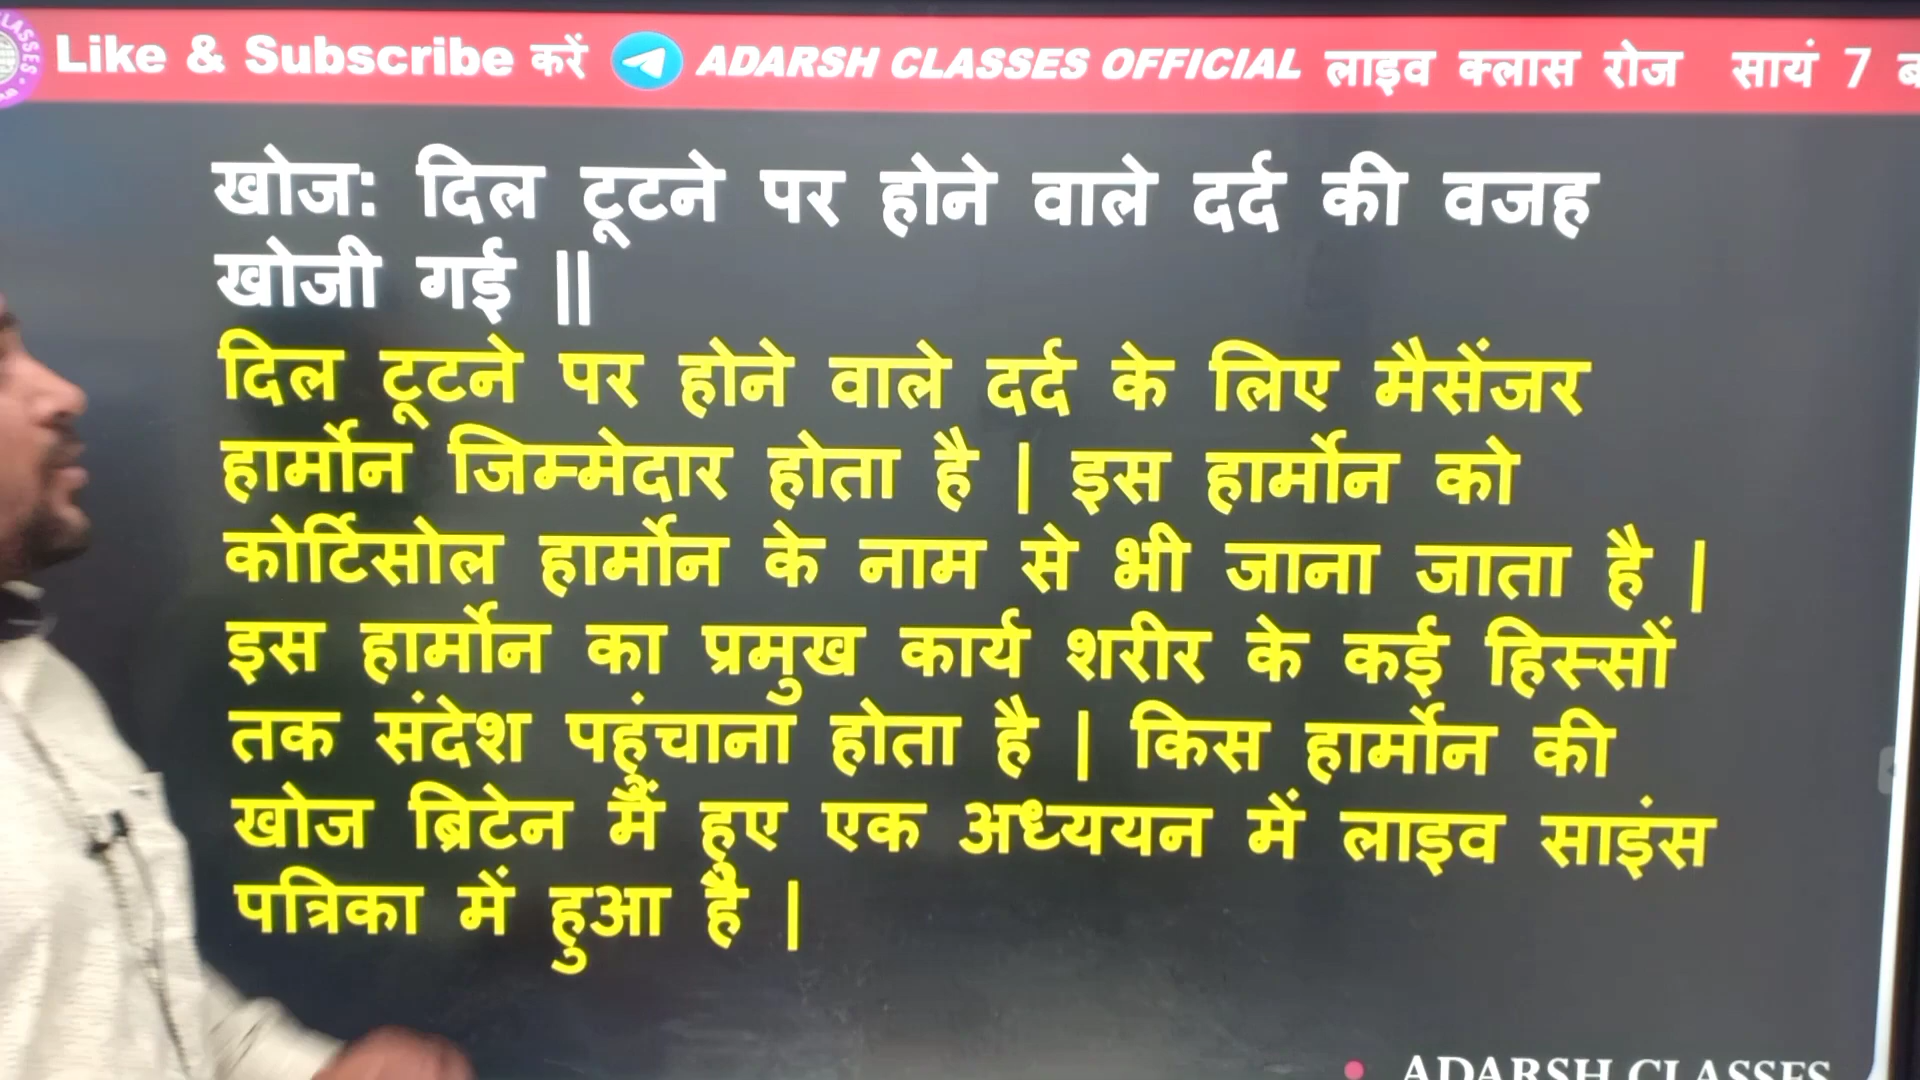 CLASSES
Like & Subscribe करें ADARSH CLASSES OFFICIAL लाइव क्लास रोज सायं 7
खोज: दिल टूटने पर होने वाले दर्द की वजह
खोजी गई ||
दिल टूटने पर होने वाले दर्द के लिए मैसेंजर
हार्मोन जिम्मेदार होता है | इस हार्मोन को
कोर्टिसोल हार्मोन के नाम से भी जाना जाता है |
इस हार्मोन का प्रमुख कार्य शरीर के कई हिस्सों
तक संदेश पहुंचाना होता है | किस हार्मोन की
खोज ब्रिटेन मैं हुए एक अध्ययन में लाइव साइंस
पत्रिका में हुआ है |
ADARSH CLASSES